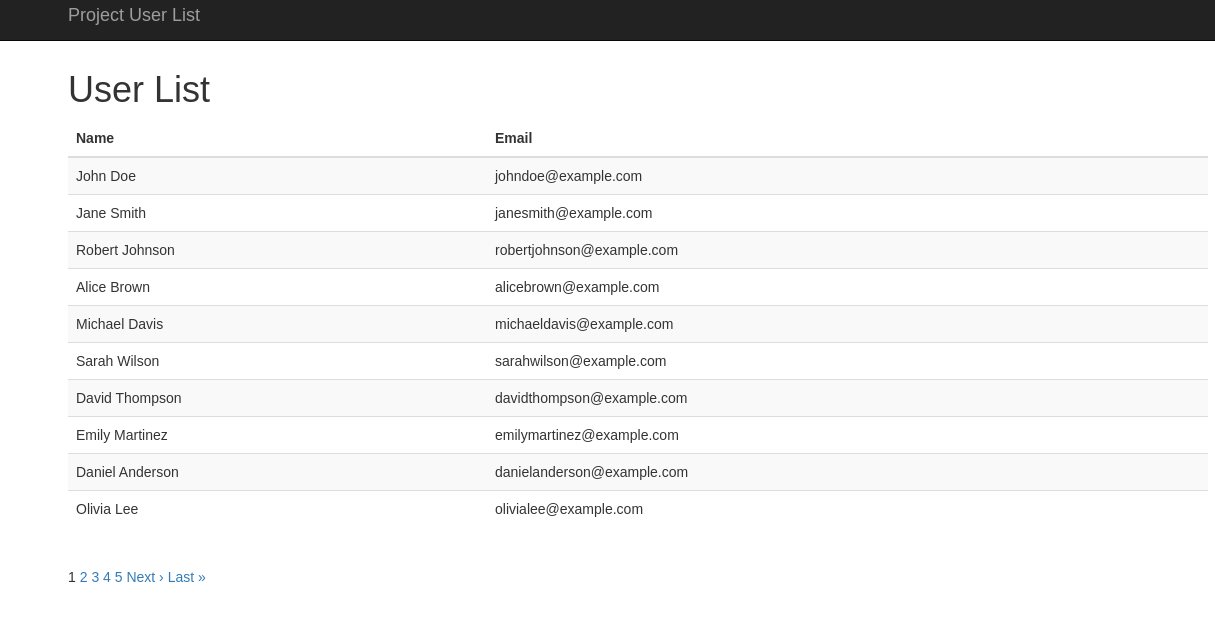 Project User List
User List
Name Email
John Doe johndoe@example.com
Jane Smith janesmith@example.com
Robert Johnson robertjohnson@example.com
Alice Brown alicebrown@example.com
Michael Davis michaeldavis@example.com
Sarah Wilson sarahwilson@example.com
David Thompson davidthompson@example.com
Emily Martinez emilymartinez@example.com
Daniel Anderson danielanderson@example.com
Olivia Lee olivialee@example.com
1 2 3 4 5 Next › Last »